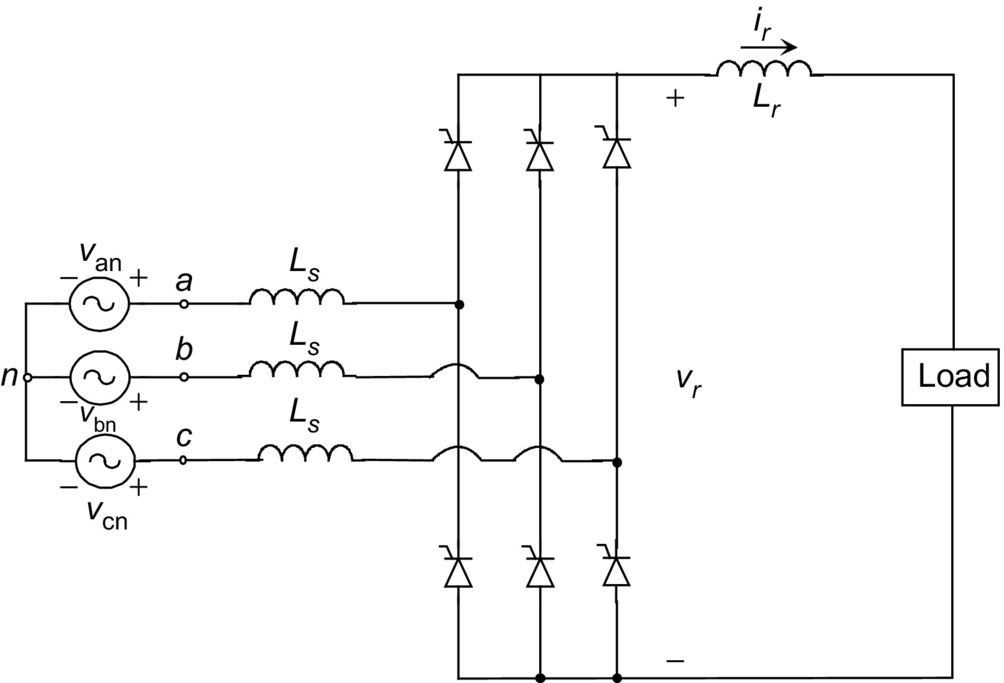 i_r
+
L_r
v_an
− +
a
L_s
L_s
b
n
− +
v_bn
v_r
Load
L_s
c
− +
v_cn
−